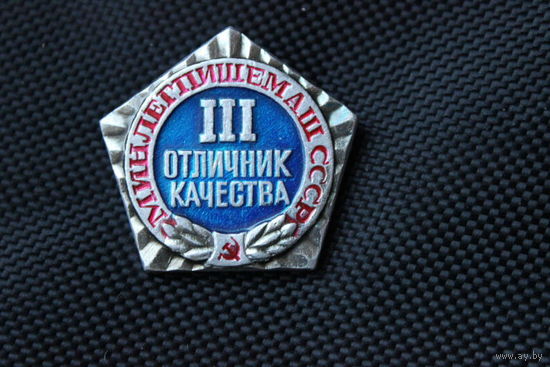 МИНЛЕГПИЩЕМАШ СССР
III
ОТЛИЧНИК
КАЧЕСТВА
www.ay.by